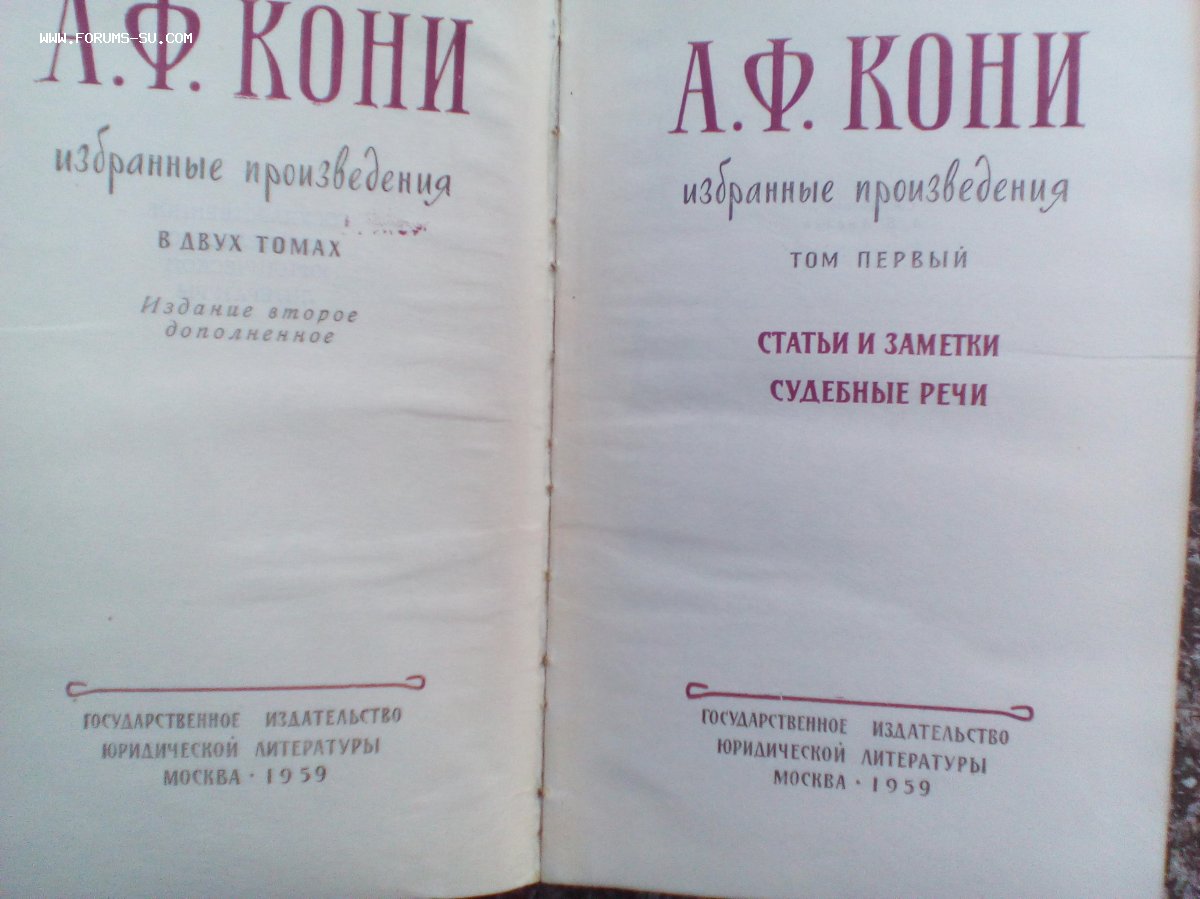 www.forums-su.com
А.Ф. КОНИ
избранные произведения
В ДВУХ ТОМАХ
Издание второе
дополненное
ГОСУДАРСТВЕННОЕ ИЗДАТЕЛЬСТВО
ЮРИДИЧЕСКОЙ ЛИТЕРАТУРЫ
МОСКВА · 1959
А.Ф. КОНИ
избранные произведения
ТОМ ПЕРВЫЙ
СТАТЬИ И ЗАМЕТКИ
СУДЕБНЫЕ РЕЧИ
ГОСУДАРСТВЕННОЕ ИЗДАТЕЛЬСТВО
ЮРИДИЧЕСКОЙ ЛИТЕРАТУРЫ
МОСКВА · 1959